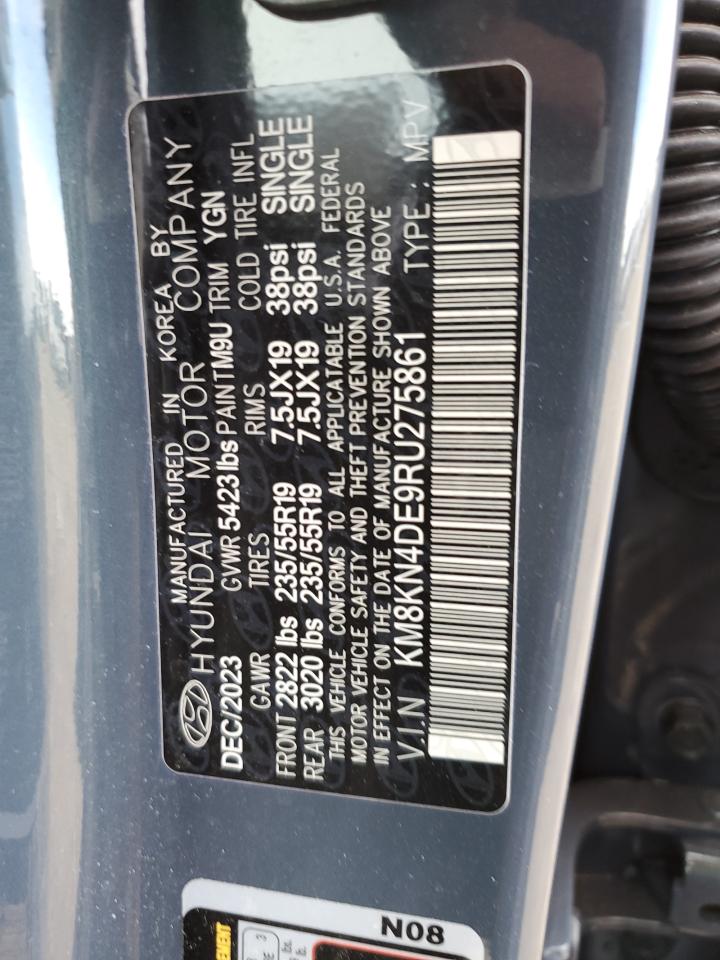 MANUFACTURED IN KOREA BY
HYUNDAI MOTOR COMPANY
DEC/2023 GVWR 5423 lbs PAINT M9U TRIM YGN
GAWR TIRES RIMS COLD TIRE INFL
FRONT 2822 lbs 235/55R19 7.5JX19 38psi SINGLE
REAR 3020 lbs 235/55R19 7.5JX19 38psi SINGLE
THIS VEHICLE CONFORMS TO ALL APPLICABLE U.S.A. FEDERAL
MOTOR VEHICLE SAFETY AND THEFT PREVENTION STANDARDS
IN EFFECT ON THE DATE OF MANUFACTURE SHOWN ABOVE
V.I.N KM8KN4DE9RU275861 TYPE : MPV
N08